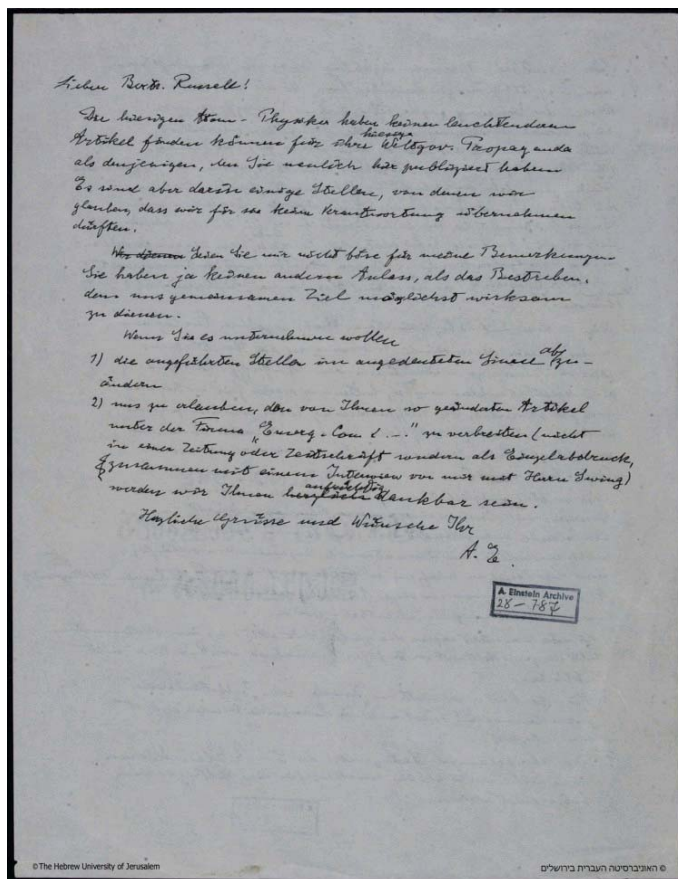 Lieber Bertr. Russell!
Die hiesigen Atom-Physiker haben keinen leuchtenderen
Artikel finden können für ihre hiesige Weltgov. Propaganda
als denjenigen, den Sie neulich hier publiziert haben
Es sind aber darin einige Stellen, von denen wir
glauben, dass wir für sie keine Verantwortung übernehmen
dürften.
Seien Sie mir nicht böse für meine Bemerkungen.
Sie haben ja keinen andern Anlass, als das Bestreben,
dem uns gemeinsamen Ziel möglichst wirksam
zu dienen.
Wenn Sie es unternehmen wollen
1) die angeführten Stellen im angedeuteten Sinne abzu-
ändern
2) uns zu erlauben, den von Ihnen so geänderten Artikel
unter der Firma "Emerg. Com" zu verbreiten (nicht
in einer Zeitung oder Zeitschrift sondern als Einzelabdruck,
zusammen mit einem Interview von mir mit Herrn Swing)
werden wir Ihnen aufrichtig dankbar sein.
Herzliche Grüsse und Wünsche Ihr
A. E.
A. Einstein Archive
28-787
© The Hebrew University of Jerusalem
© האוניברסיטה העברית בירושלים